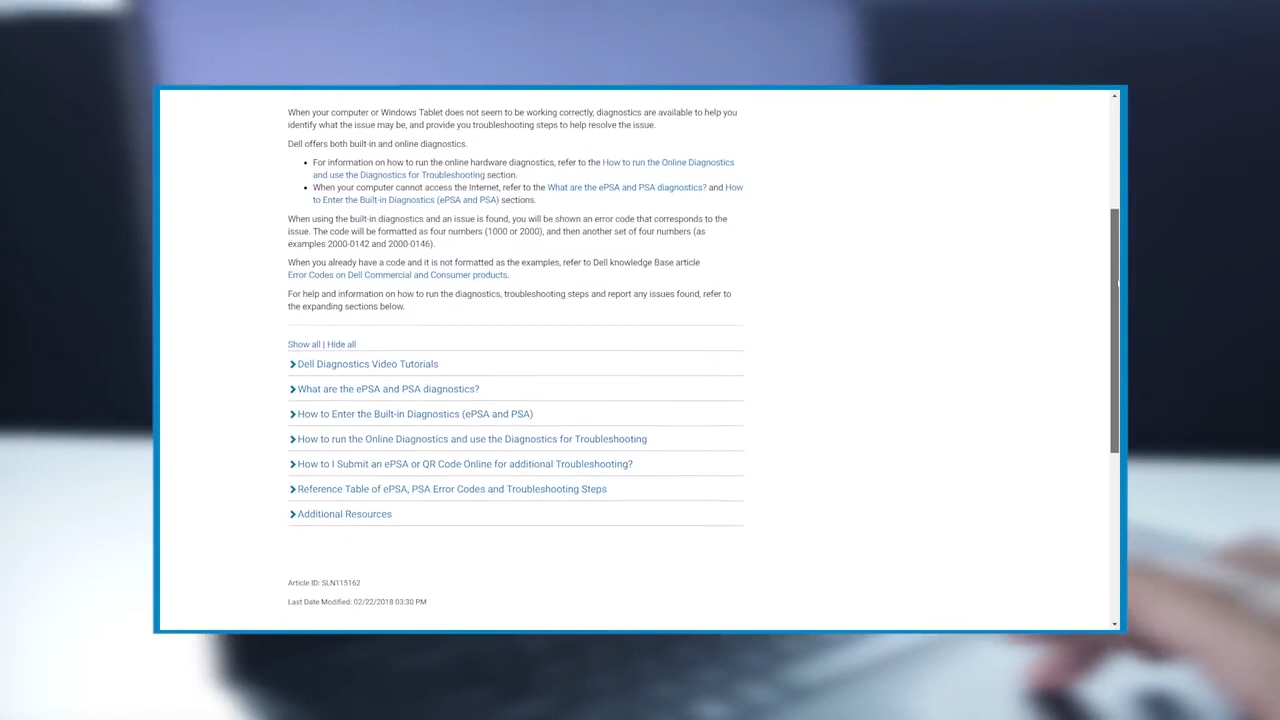 When your computer or Windows Tablet does not seem to be working correctly, diagnostics are available to help you
identify what the issue may be, and provide you troubleshooting steps to help resolve the issue.
Dell offers both built-in and online diagnostics.
• For information on how to run the online hardware diagnostics, refer to the How to run the Online Diagnostics
and use the Diagnostics for Troubleshooting section.
• When your computer cannot access the Internet, refer to the What are the ePSA and PSA diagnostics? and How
to Enter the Built-in Diagnostics (ePSA and PSA) sections.
When using the built-in diagnostics and an issue is found, you will be shown an error code that corresponds to the
issue. The code will be formatted as four numbers (1000 or 2000), and then another set of four numbers (as
examples 2000-0142 and 2000-0146).
When you already have a code and it is not formatted as the examples, refer to Dell knowledge Base article
Error Codes on Dell Commercial and Consumer products.
For help and information on how to run the diagnostics, troubleshooting steps and report any issues found, refer to
the expanding sections below.
Show all | Hide all
Dell Diagnostics Video Tutorials
What are the ePSA and PSA diagnostics?
How to Enter the Built-in Diagnostics (ePSA and PSA)
How to run the Online Diagnostics and use the Diagnostics for Troubleshooting
How to I Submit an ePSA or QR Code Online for additional Troubleshooting?
Reference Table of ePSA, PSA Error Codes and Troubleshooting Steps
Additional Resources
Article ID: SLN115162
Last Date Modified: 02/22/2018 03:30 PM